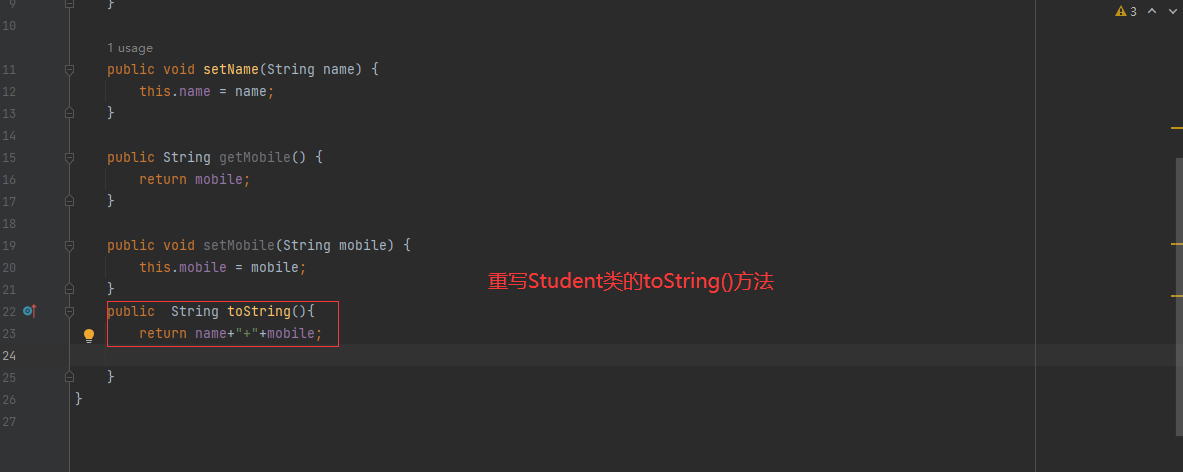 9 }
10
1 usage
11 public void setName(String name) {
12 this.name = name;
13 }
14
15 public String getMobile() {
16 return mobile;
17 }
18
19 public void setMobile(String mobile) {
20 this.mobile = mobile;
21 }
重写Student类的toString()方法
22 public  String toString(){
23 return name+"+"+mobile;
24
25 }
26 }
27
3